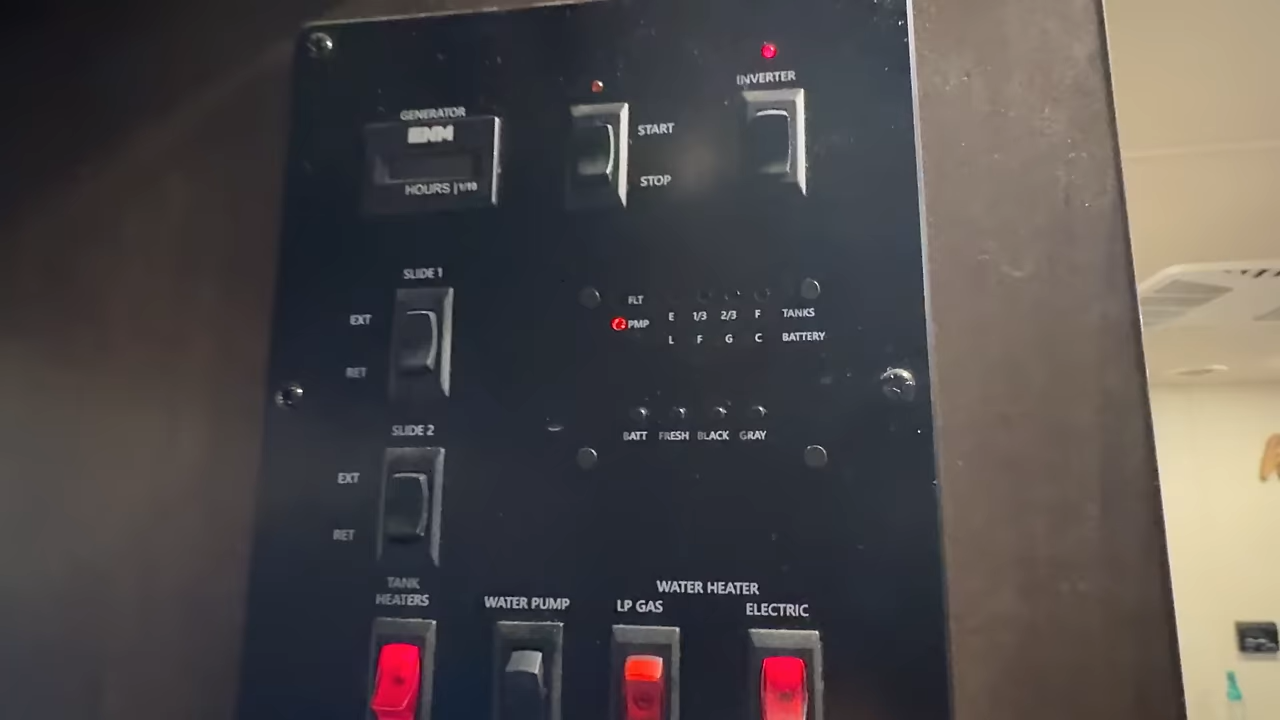 INVERTER
GENERATOR
ENM
HOURS 1/10
START
STOP
SLIDE 1
EXT
RET
FLT
E 1/3 2/3 F TANKS
PMP
L F G C BATTERY
BATT FRESH BLACK GRAY
SLIDE 2
EXT
RET
TANK
HEATERS
WATER PUMP
WATER HEATER
LP GAS
ELECTRIC